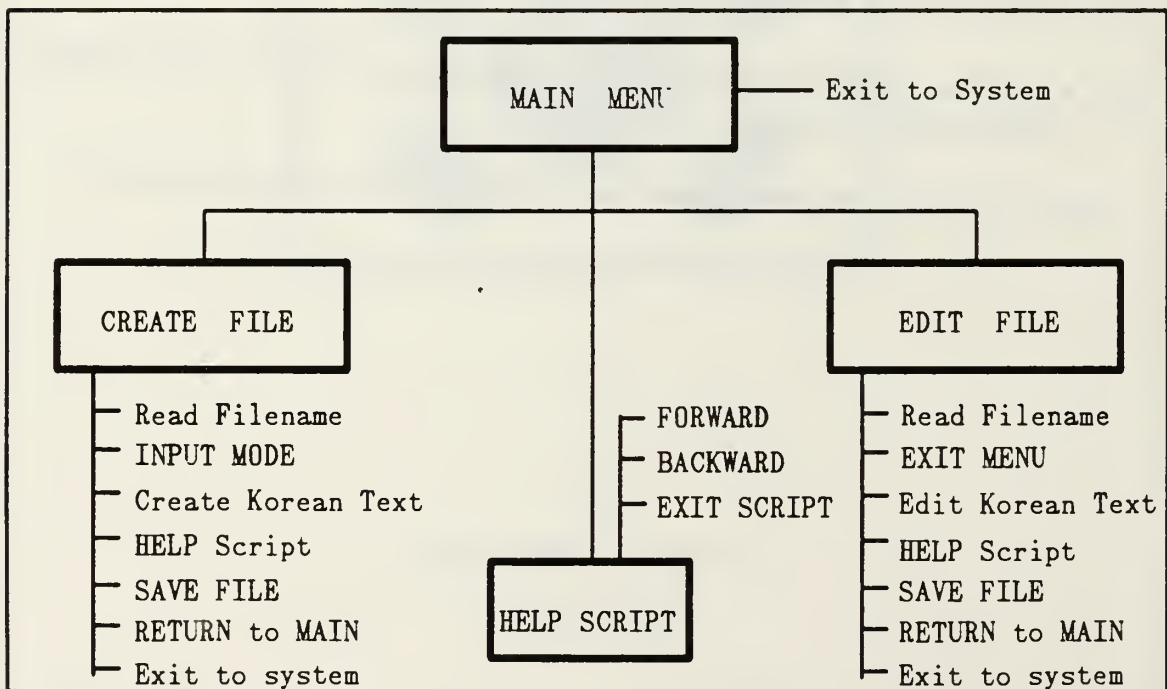 MAIN MENU
Exit to System
CREATE FILE
Read Filename
INPUT MODE
Create Korean Text
HELP Script
SAVE FILE
RETURN to MAIN
Exit to system
FORWARD
BACKWARD
EXIT SCRIPT
HELP SCRIPT
EDIT FILE
Read Filename
EXIT MENU
Edit Korean Text
HELP Script
SAVE FILE
RETURN to MAIN
Exit to system